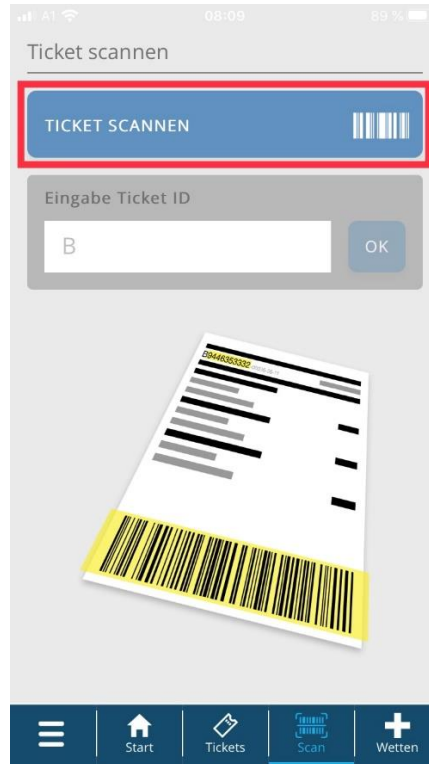 A1 08:09 89 %
Ticket scannen
TICKET SCANNEN
Eingabe Ticket ID
B OK
B9446353332
Start Tickets Scan Wetten